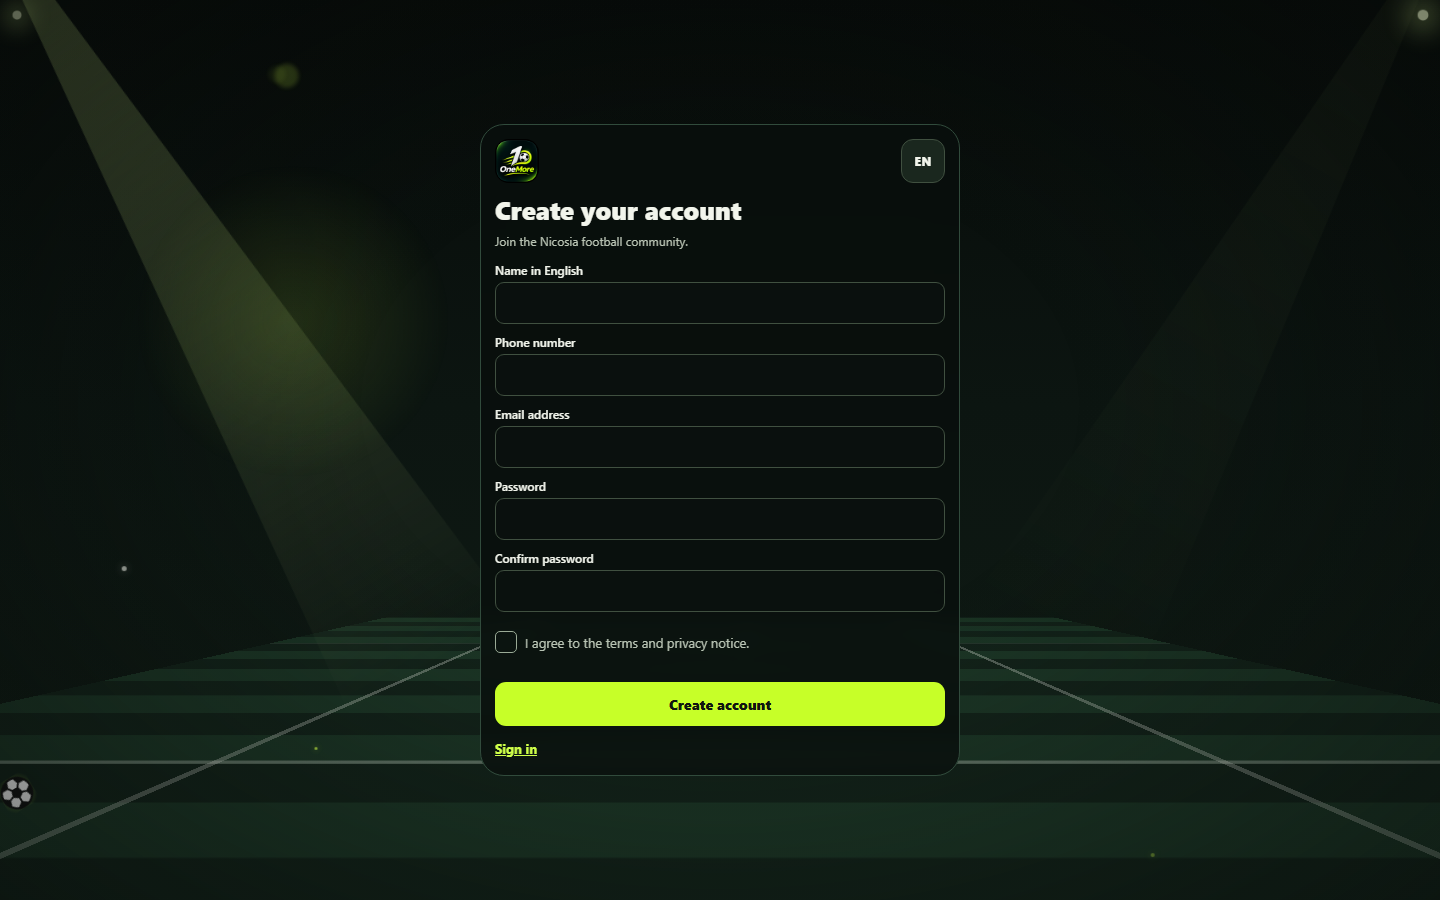 OneMore
EN
Create your account
Join the Nicosia football community.
Name in English
Phone number
Email address
Password
Confirm password
I agree to the terms and privacy notice.
Create account
Sign in